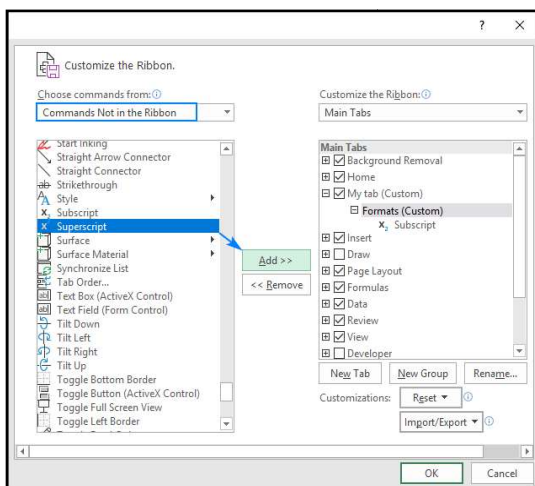 ?
Customize the Ribbon.
Choose commands from:
Commands Not in the Ribbon
Start Inking
Straight Arrow Connector
Straight Connector
Strikethrough
Style
Subscript
Superscript
Surface
Surface Material
Synchronize List
Tab Order...
Text Box (ActiveX Control)
Text Field (Form Control)
Tilt Down
Tilt Left
Tilt Right
Tilt Up
Toggle Bottom Border
Toggle Button (ActiveX Control)
Toggle Full Screen View
Toggle Left Border
Add >>
<< Remove
Customize the Ribbon:
Main Tabs
Main Tabs
Background Removal
Home
My tab (Custom)
Formats (Custom)
Subscript
Insert
Draw
Page Layout
Formulas
Data
Review
View
Developer
New Tab
New Group
Rename...
Customizations:
Reset
Import/Export
OK
Cancel